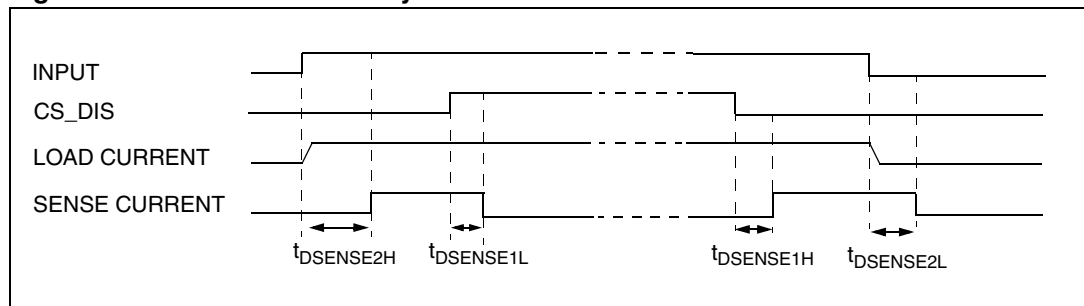 INPUT
CS_DIS
LOAD CURRENT
SENSE CURRENT
tDSENSE2H tDSENSE1L tDSENSE1H tDSENSE2L